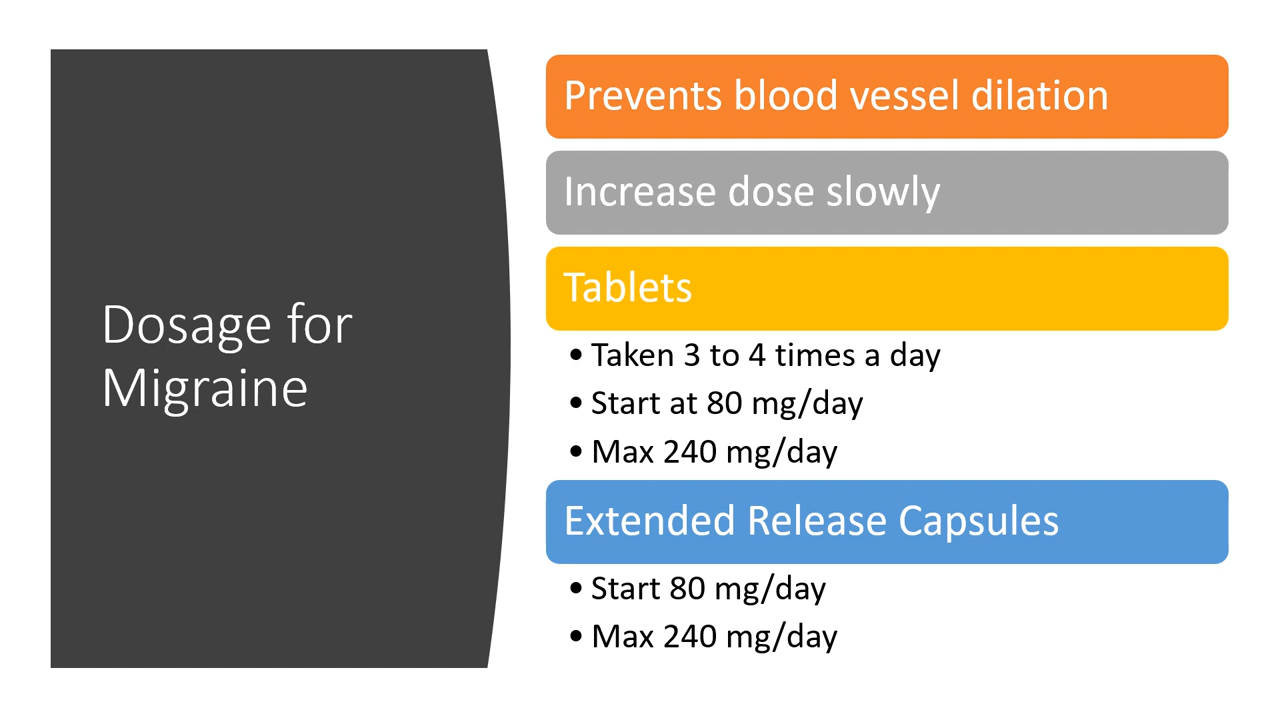 Dosage for
Migraine
Prevents blood vessel dilation
Increase dose slowly
Tablets
• Taken 3 to 4 times a day
• Start at 80 mg/day
• Max 240 mg/day
Extended Release Capsules
• Start 80 mg/day
• Max 240 mg/day